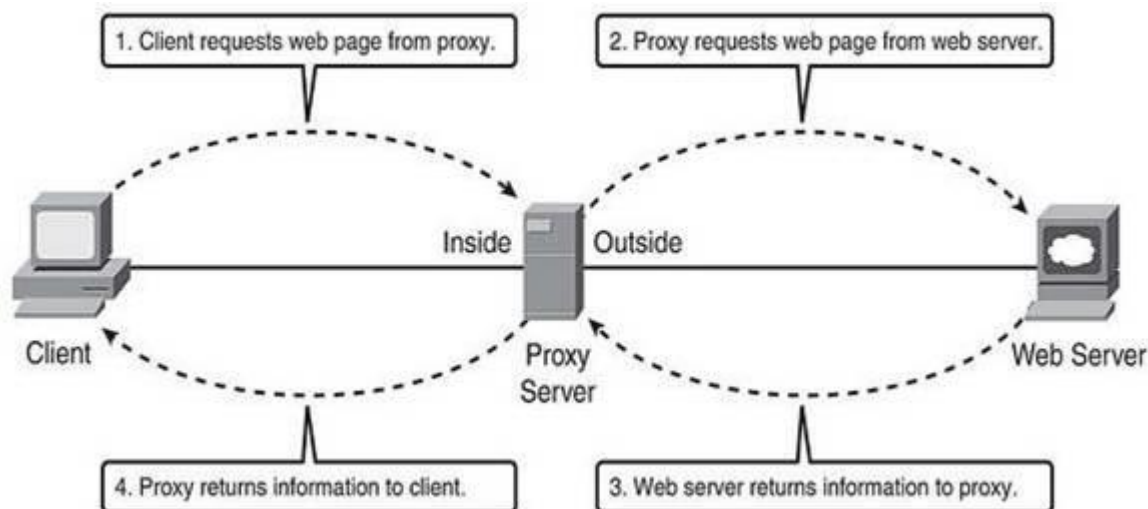 1. Client requests web page from proxy.
2. Proxy requests web page from web server.
Inside
Outside
Client
Proxy
Server
Web Server
4. Proxy returns information to client.
3. Web server returns information to proxy.